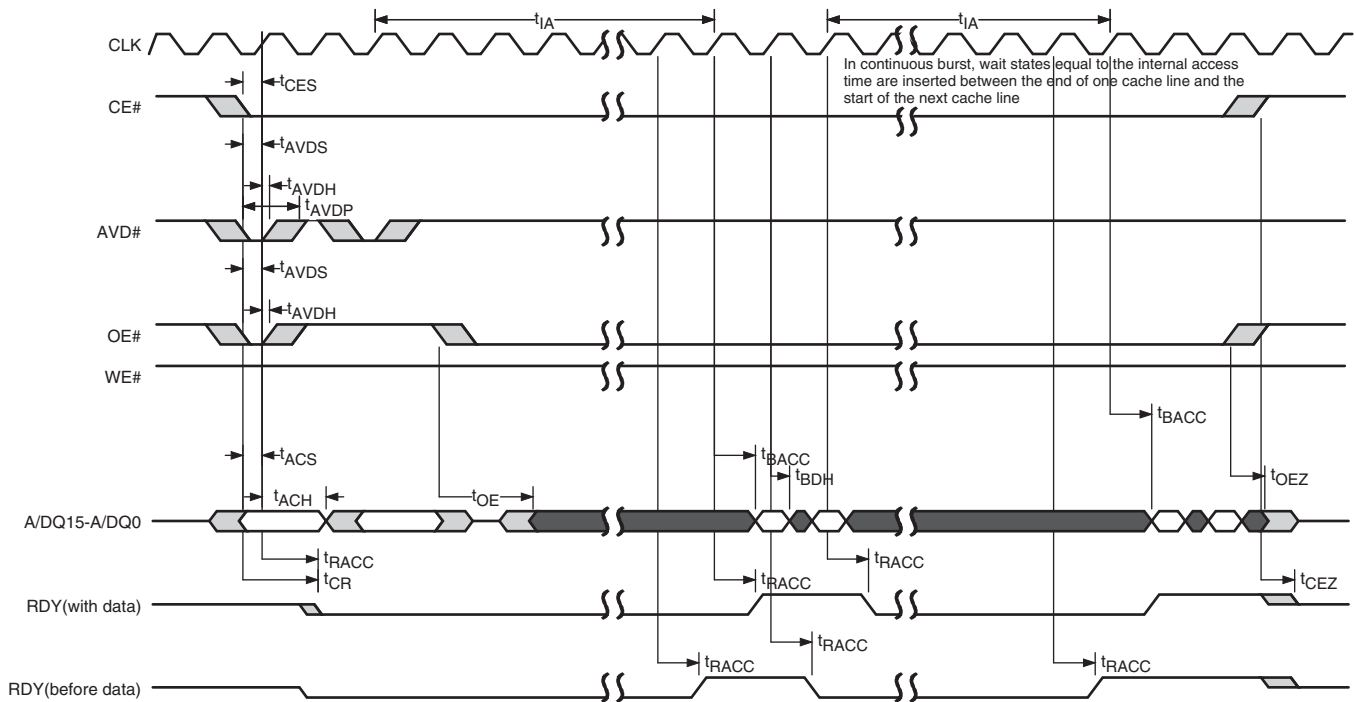 tIA
tIA
CLK
In continuous burst, wait states equal to the internal access
time are inserted between the end of one cache line and the
start of the next cache line
tCES
CE#
tAVDS
tAVDH
tAVDP
AVD#
tAVDS
tAVDH
OE#
WE#
tBACC
tACS
tBACC
tBDH
tOEZ
tACH
tOE
A/DQ15-A/DQ0
tRACC
tRACC
tCR
tRACC
tCEZ
RDY(with data)
tRACC
tRACC
tRACC
RDY(before data)